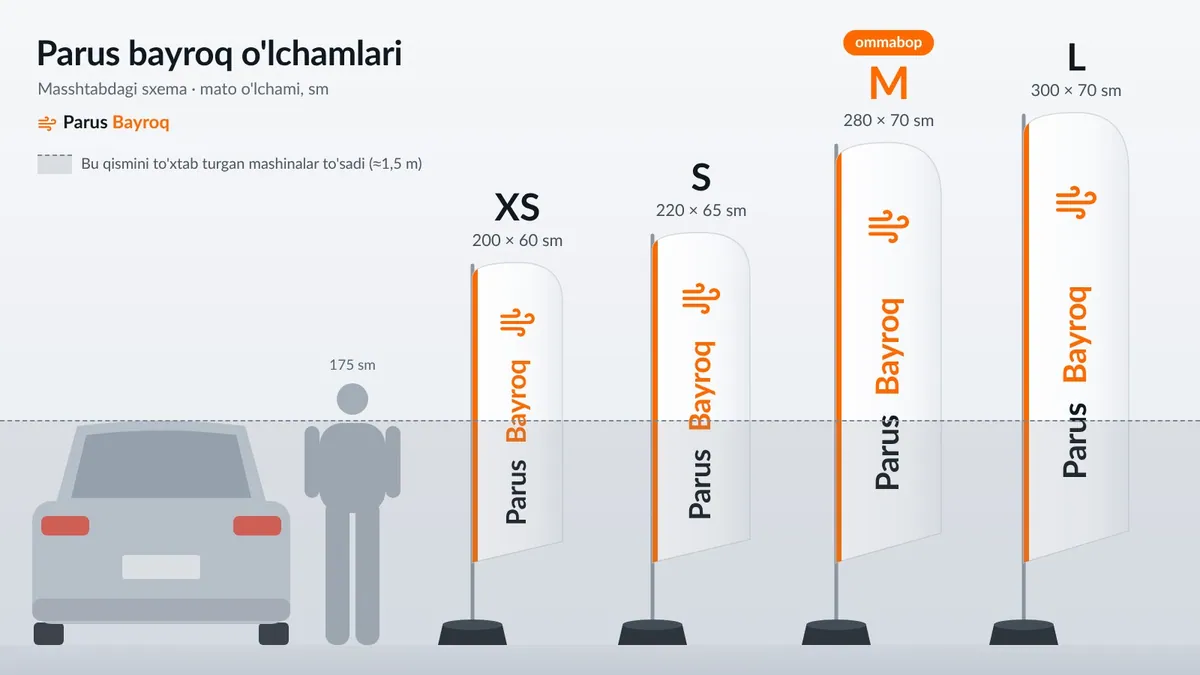 Parus bayroq o'lchamlari
Masshtabdagi sxema · mato o'lchami, sm
Parus Bayroq
Bu qismini to'xtab turgan mashinalar to'sadi (≈1,5 m)
175 sm
XS
200 × 60 sm
Parus Bayroq
S
220 × 65 sm
Parus Bayroq
ommabop
M
280 × 70 sm
Parus Bayroq
L
300 × 70 sm
Parus Bayroq